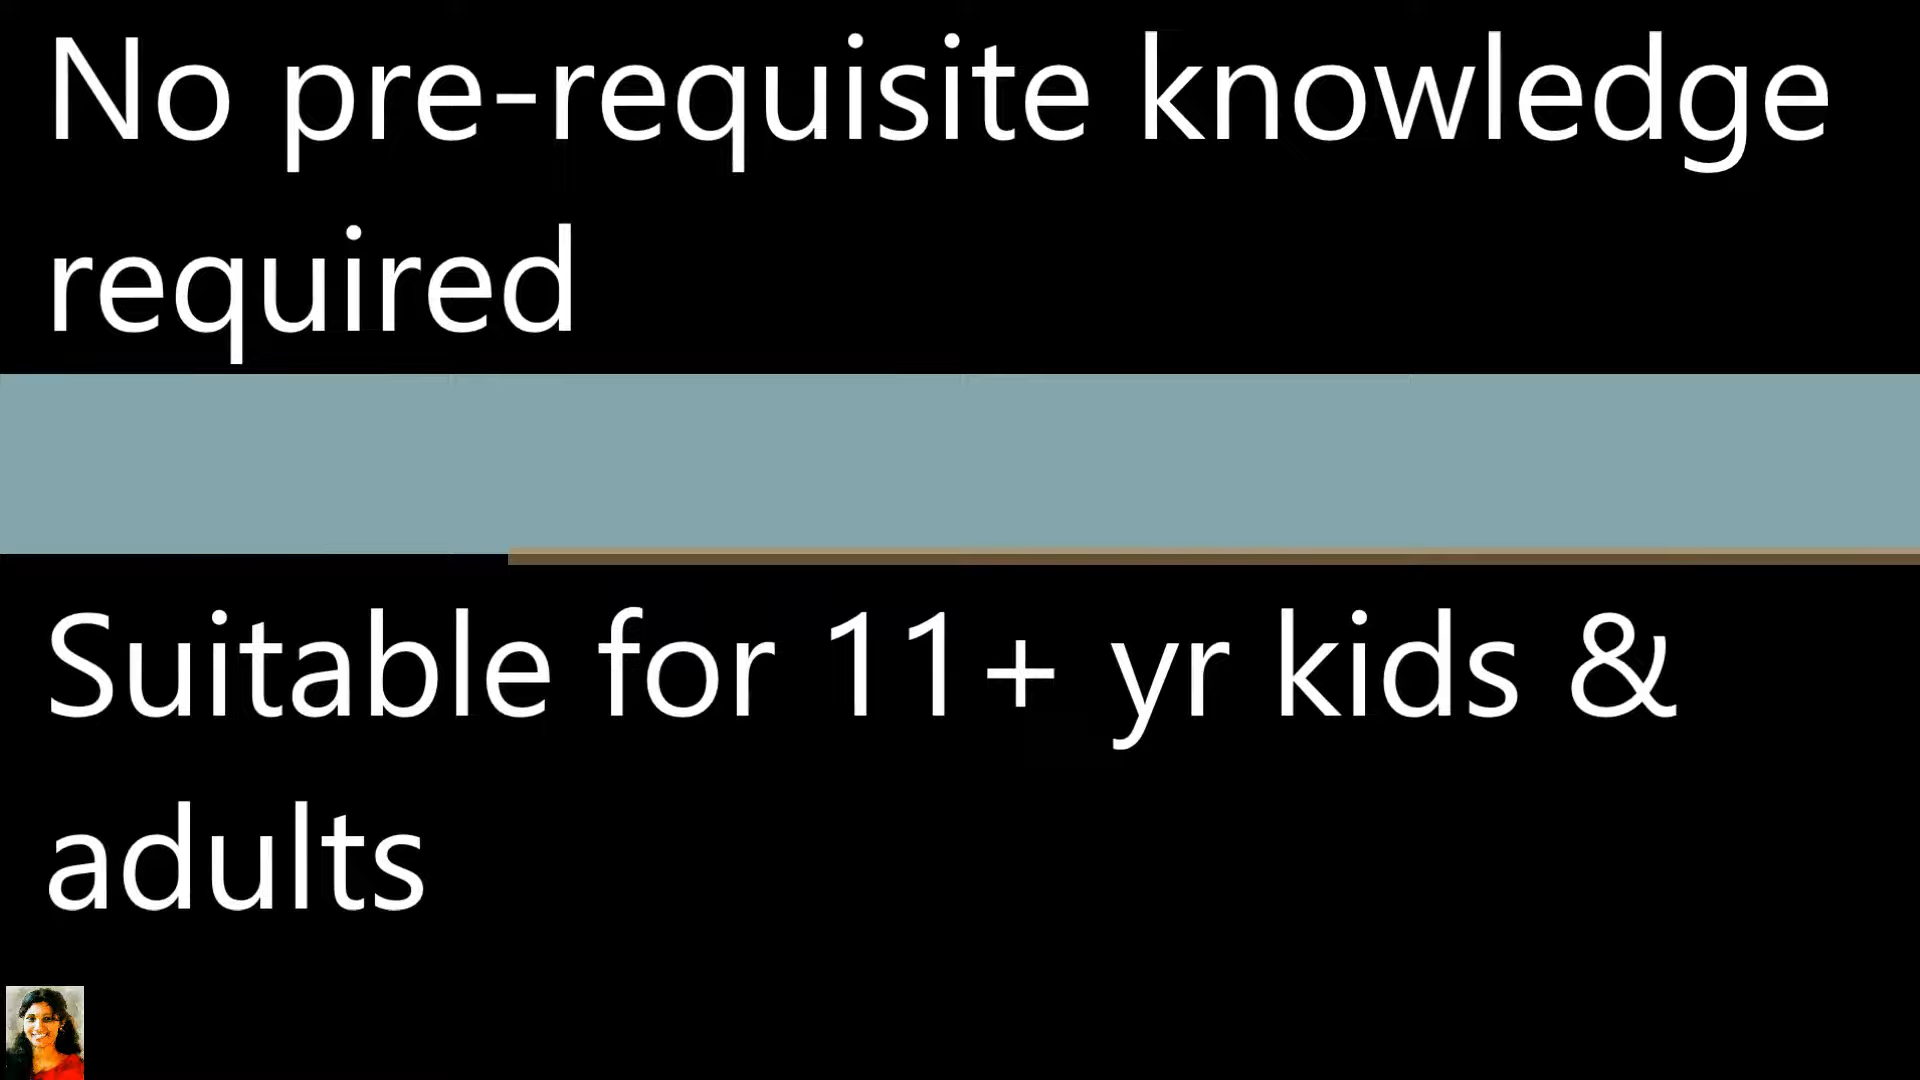 No pre-requisite knowledge
required
Suitable for 11+ yr kids &
adults